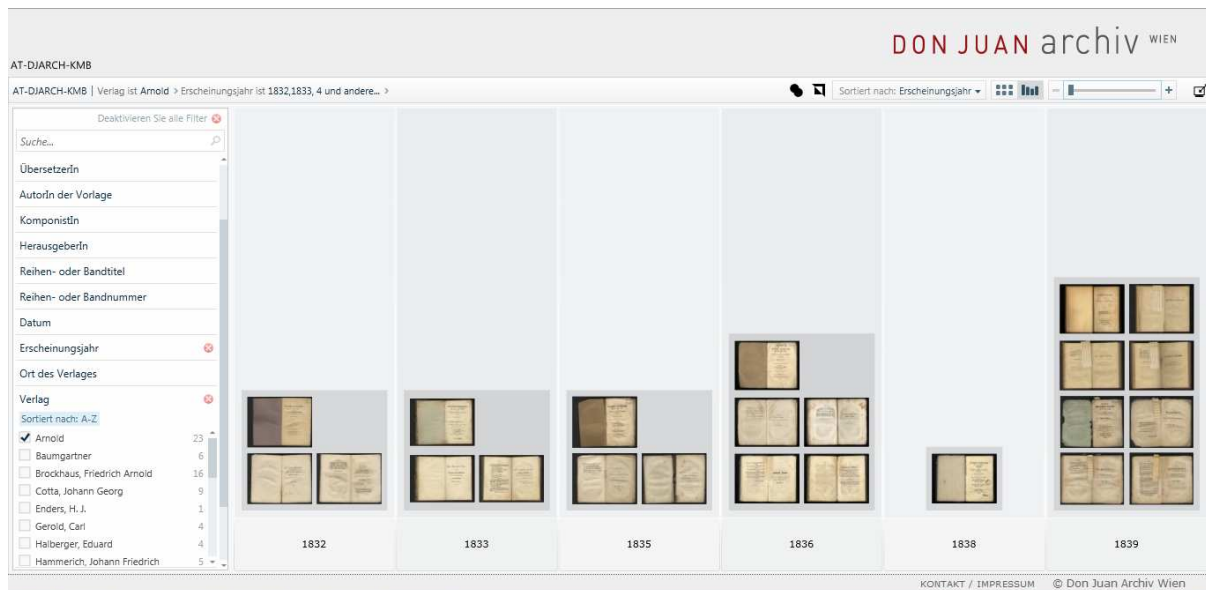 DON JUAN archiv WIEN
AT-DJARCH-KMB
AT-DJARCH-KMB | Verlag ist Arnold > Erscheinungsjahr ist 1832,1833, 4 und andere... >
Sortiert nach: Erscheinungsjahr
Deaktivieren Sie alle Filter
Suche...
ÜbersetzerIn
AutorIn der Vorlage
KomponistIn
HerausgeberIn
Reihen- oder Bandtitel
Reihen- oder Bandnummer
Datum
Erscheinungsjahr
Ort des Verlages
Verlag
Sortiert nach: A-Z
Arnold 23
Baumgartner 6
Brockhaus, Friedrich Arnold 16
Cotta, Johann Georg 9
Enders, H. J. 1
Gerold, Carl 4
Halberger, Eduard 4
Hammerich, Johann Friedrich 5
1832 1833 1835 1836 1838 1839
KONTAKT / IMPRESSUM © Don Juan Archiv Wien